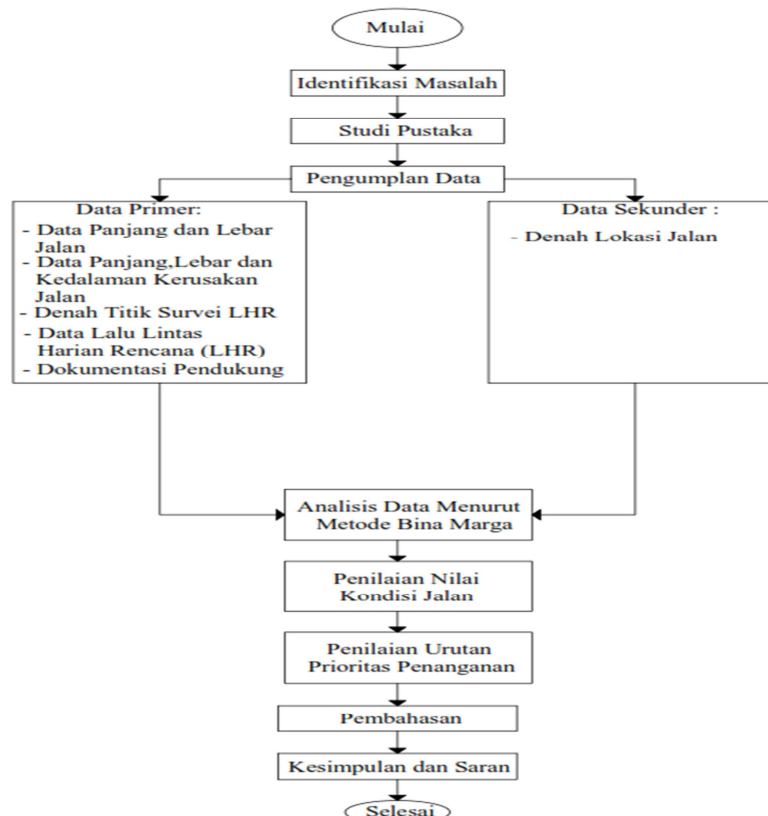 Mulai
Identifikasi Masalah
Studi Pustaka
Pengumplan Data
Data Primer:
- Data Panjang dan Lebar
Jalan
- Data Panjang,Lebar dan
Kedalaman Kerusakan
Jalan
- Denah Titik Survei LHR
- Data Lalu Lintas
Harian Rencana (LHR)
- Dokumentasi Pendukung
Data Sekunder :
- Denah Lokasi Jalan
Analisis Data Menurut
Metode Bina Marga
Penilaian Nilai
Kondisi Jalan
Penilaian Urutan
Prioritas Penanganan
Pembahasan
Kesimpulan dan Saran
Selesai